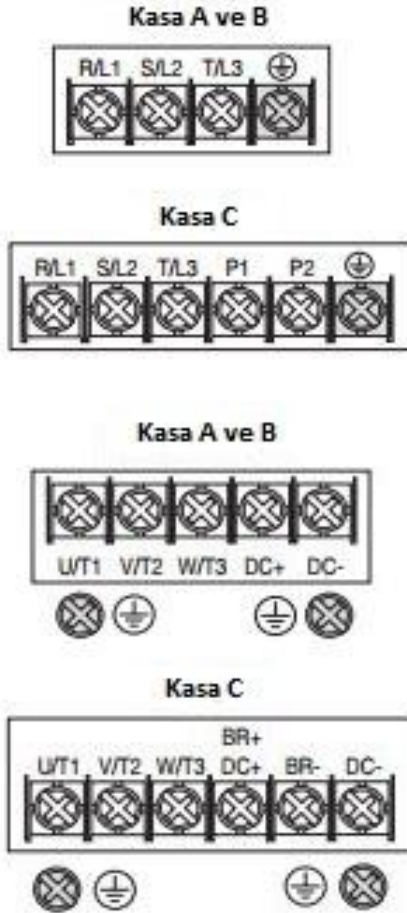 Kasa A ve B
R/L1 S/L2 T/L3
Kasa C
R/L1 S/L2 T/L3 P1 P2
Kasa A ve B
U/T1 V/T2 W/T3 DC+ DC-
Kasa C
BR+
U/T1 V/T2 W/T3 DC+ BR- DC-